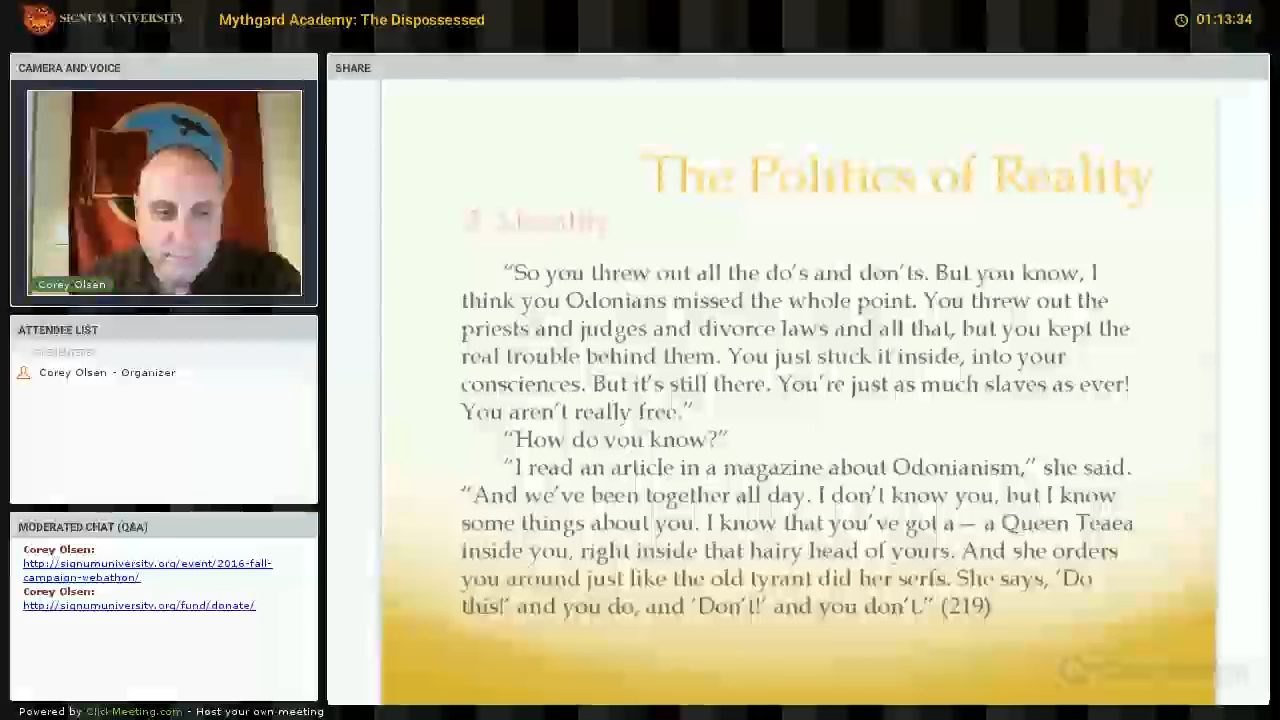 SIGNUM UNIVERSITY
Mythgard Academy: The Dispossessed
01:13:34
CAMERA AND VOICE
Corey Olsen
ATTENDEE LIST
Corey Olsen - Organizer
MODERATED CHAT (Q&A)
Corey Olsen:
http://signumuniversity.org/event/2016-fall-
campaign-webathon/
Corey Olsen:
http://signumuniversity.org/fund/donate/
SHARE
The Politics of Reality
“So you threw out all the do’s and don’ts. But you know, I
think you Odonians missed the whole point. You threw out the
priests and judges and divorce laws and all that, but you kept the
real trouble behind them. You just stuck it inside, into your
consciences. But it’s still there. You’re just as much slaves as ever!
You aren’t really free.”
“How do you know?”
“I read an article in a magazine about Odonianism,” she said.
“And we’ve been together all day. I don’t know you, but I know
some things about you. I know that you’ve got a — a Queen Teaea
inside you, right inside that hairy head of yours. And she orders
you around just like the old tyrant did her serfs. She says, ‘Do
this!’ and you do, and ‘Don’t!’ and you don’t.” (219)
Powered by ClickMeeting.com - Host your own meeting